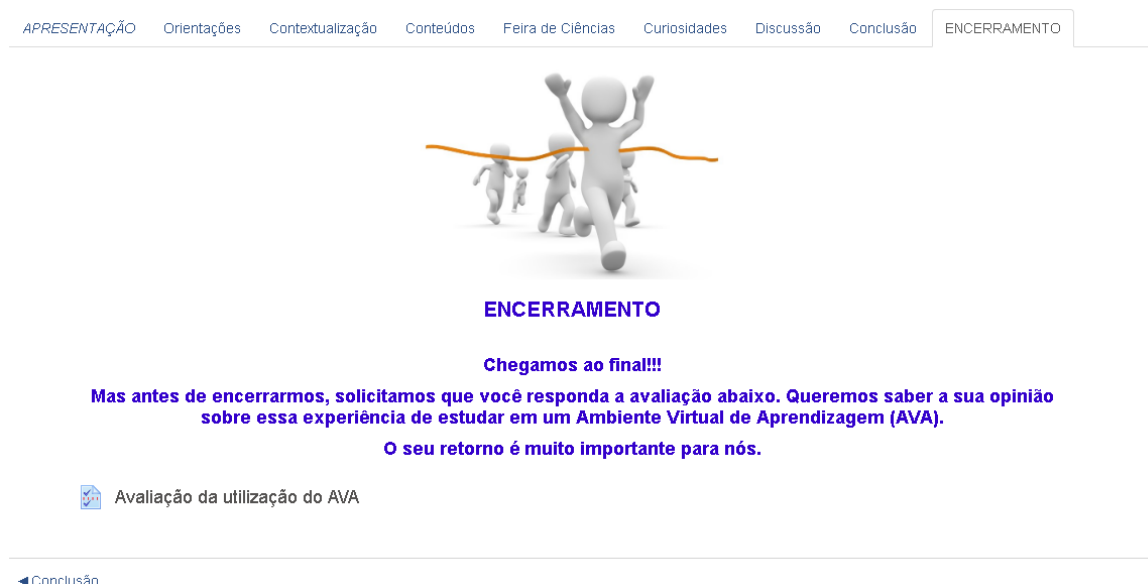 APRESENTAÇÃO Orientações Contextualização Conteúdos Feira de Ciências Curiosidades Discussão Conclusão ENCERRAMENTO
ENCERRAMENTO
Chegamos ao final!!!
Mas antes de encerrarmos, solicitamos que você responda a avaliação abaixo. Queremos saber a sua opinião
sobre essa experiência de estudar em um Ambiente Virtual de Aprendizagem (AVA).
O seu retorno é muito importante para nós.
Avaliação da utilização do AVA
◄Conclusão